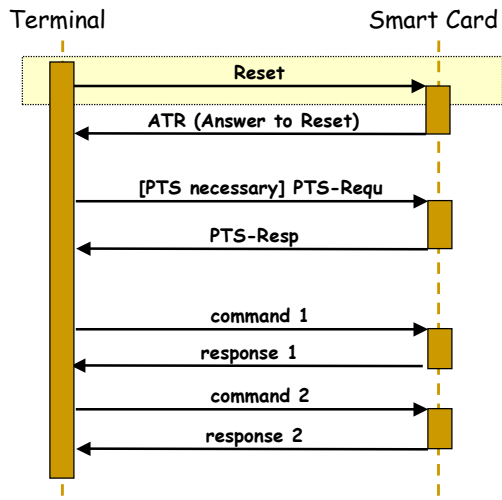 Terminal
Smart Card
Reset
ATR (Answer to Reset)
[PTS necessary] PTS-Requ
PTS-Resp
command 1
response 1
command 2
response 2